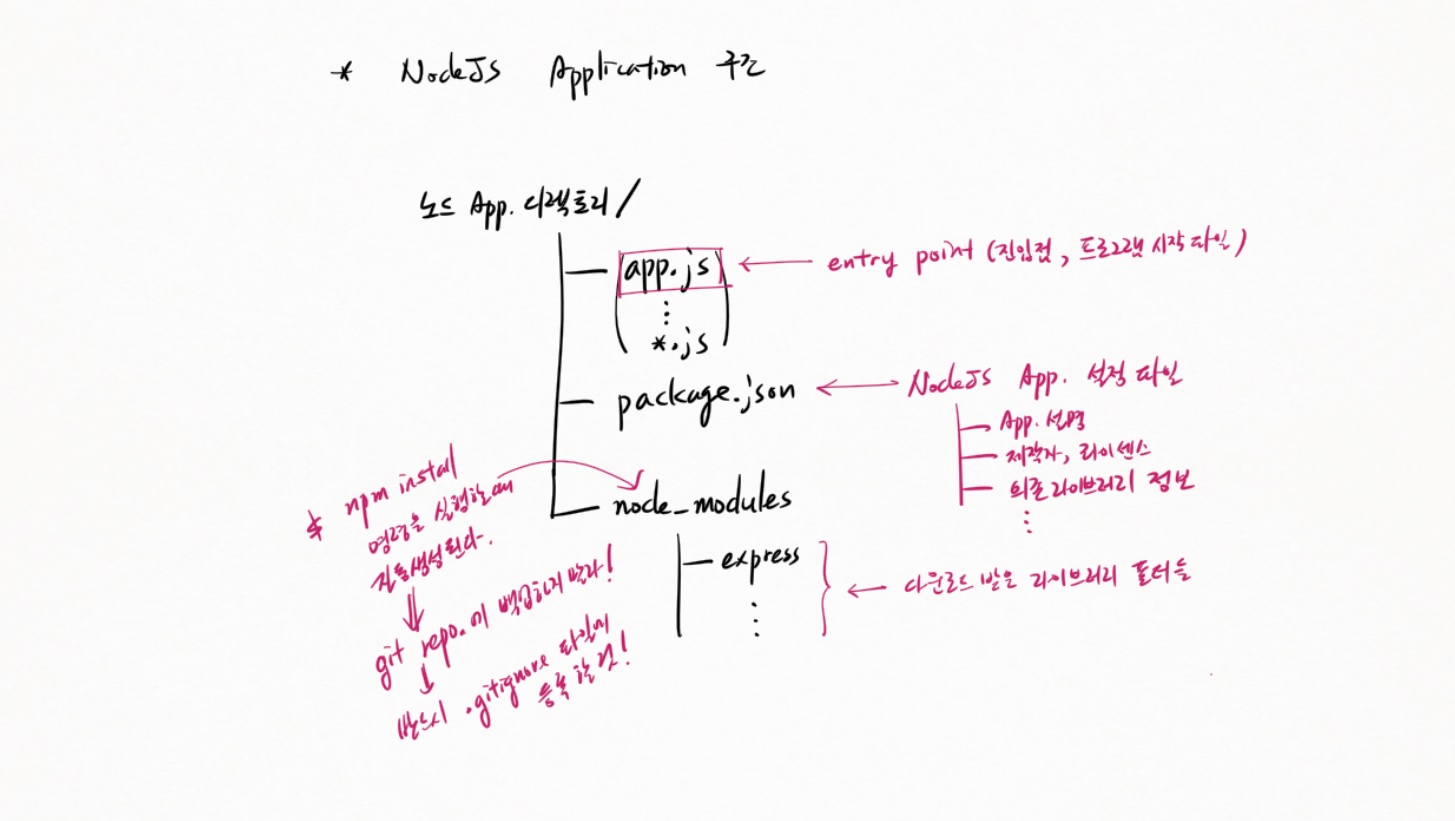 * NodeJS Application 구조
노드 App. 디렉토리/
app.js
⋮
*.js
← entry point (진입점, 프로그램 시작 파일)
package.json
↔ NodeJS App. 설정 파일
App. 설명
제작자, 라이센스
의존 라이브러리 정보
⋮
node_modules
express
⋮
← 다운로드 받은 라이브러리 폴더들
* npm install
명령을 실행할 때
자동 생성된다.
git repo.에 백업하지 말라!
반드시 .gitignore 파일에
등록할 것!